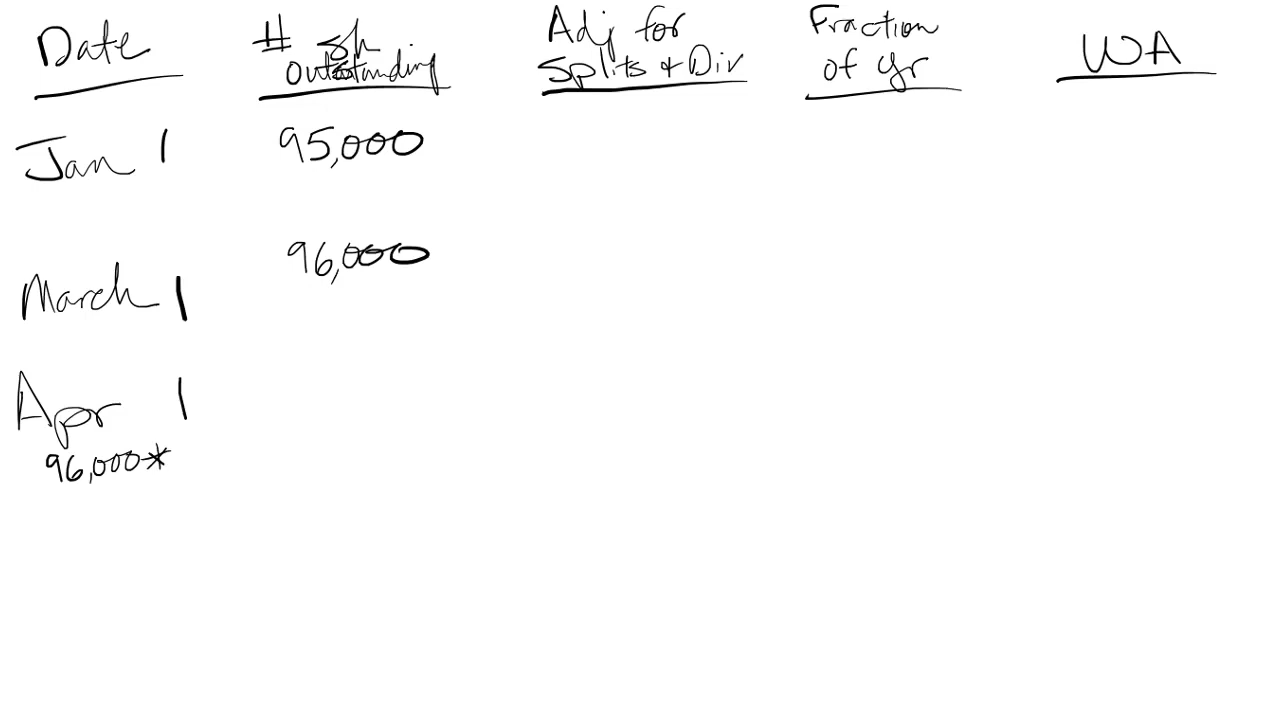 Date
# Sh
Outstanding
Adj for
Splits + Div
Fraction
of Yr
WA
Jan 1
95,000
96,000
March 1
Apr 1
96,000*